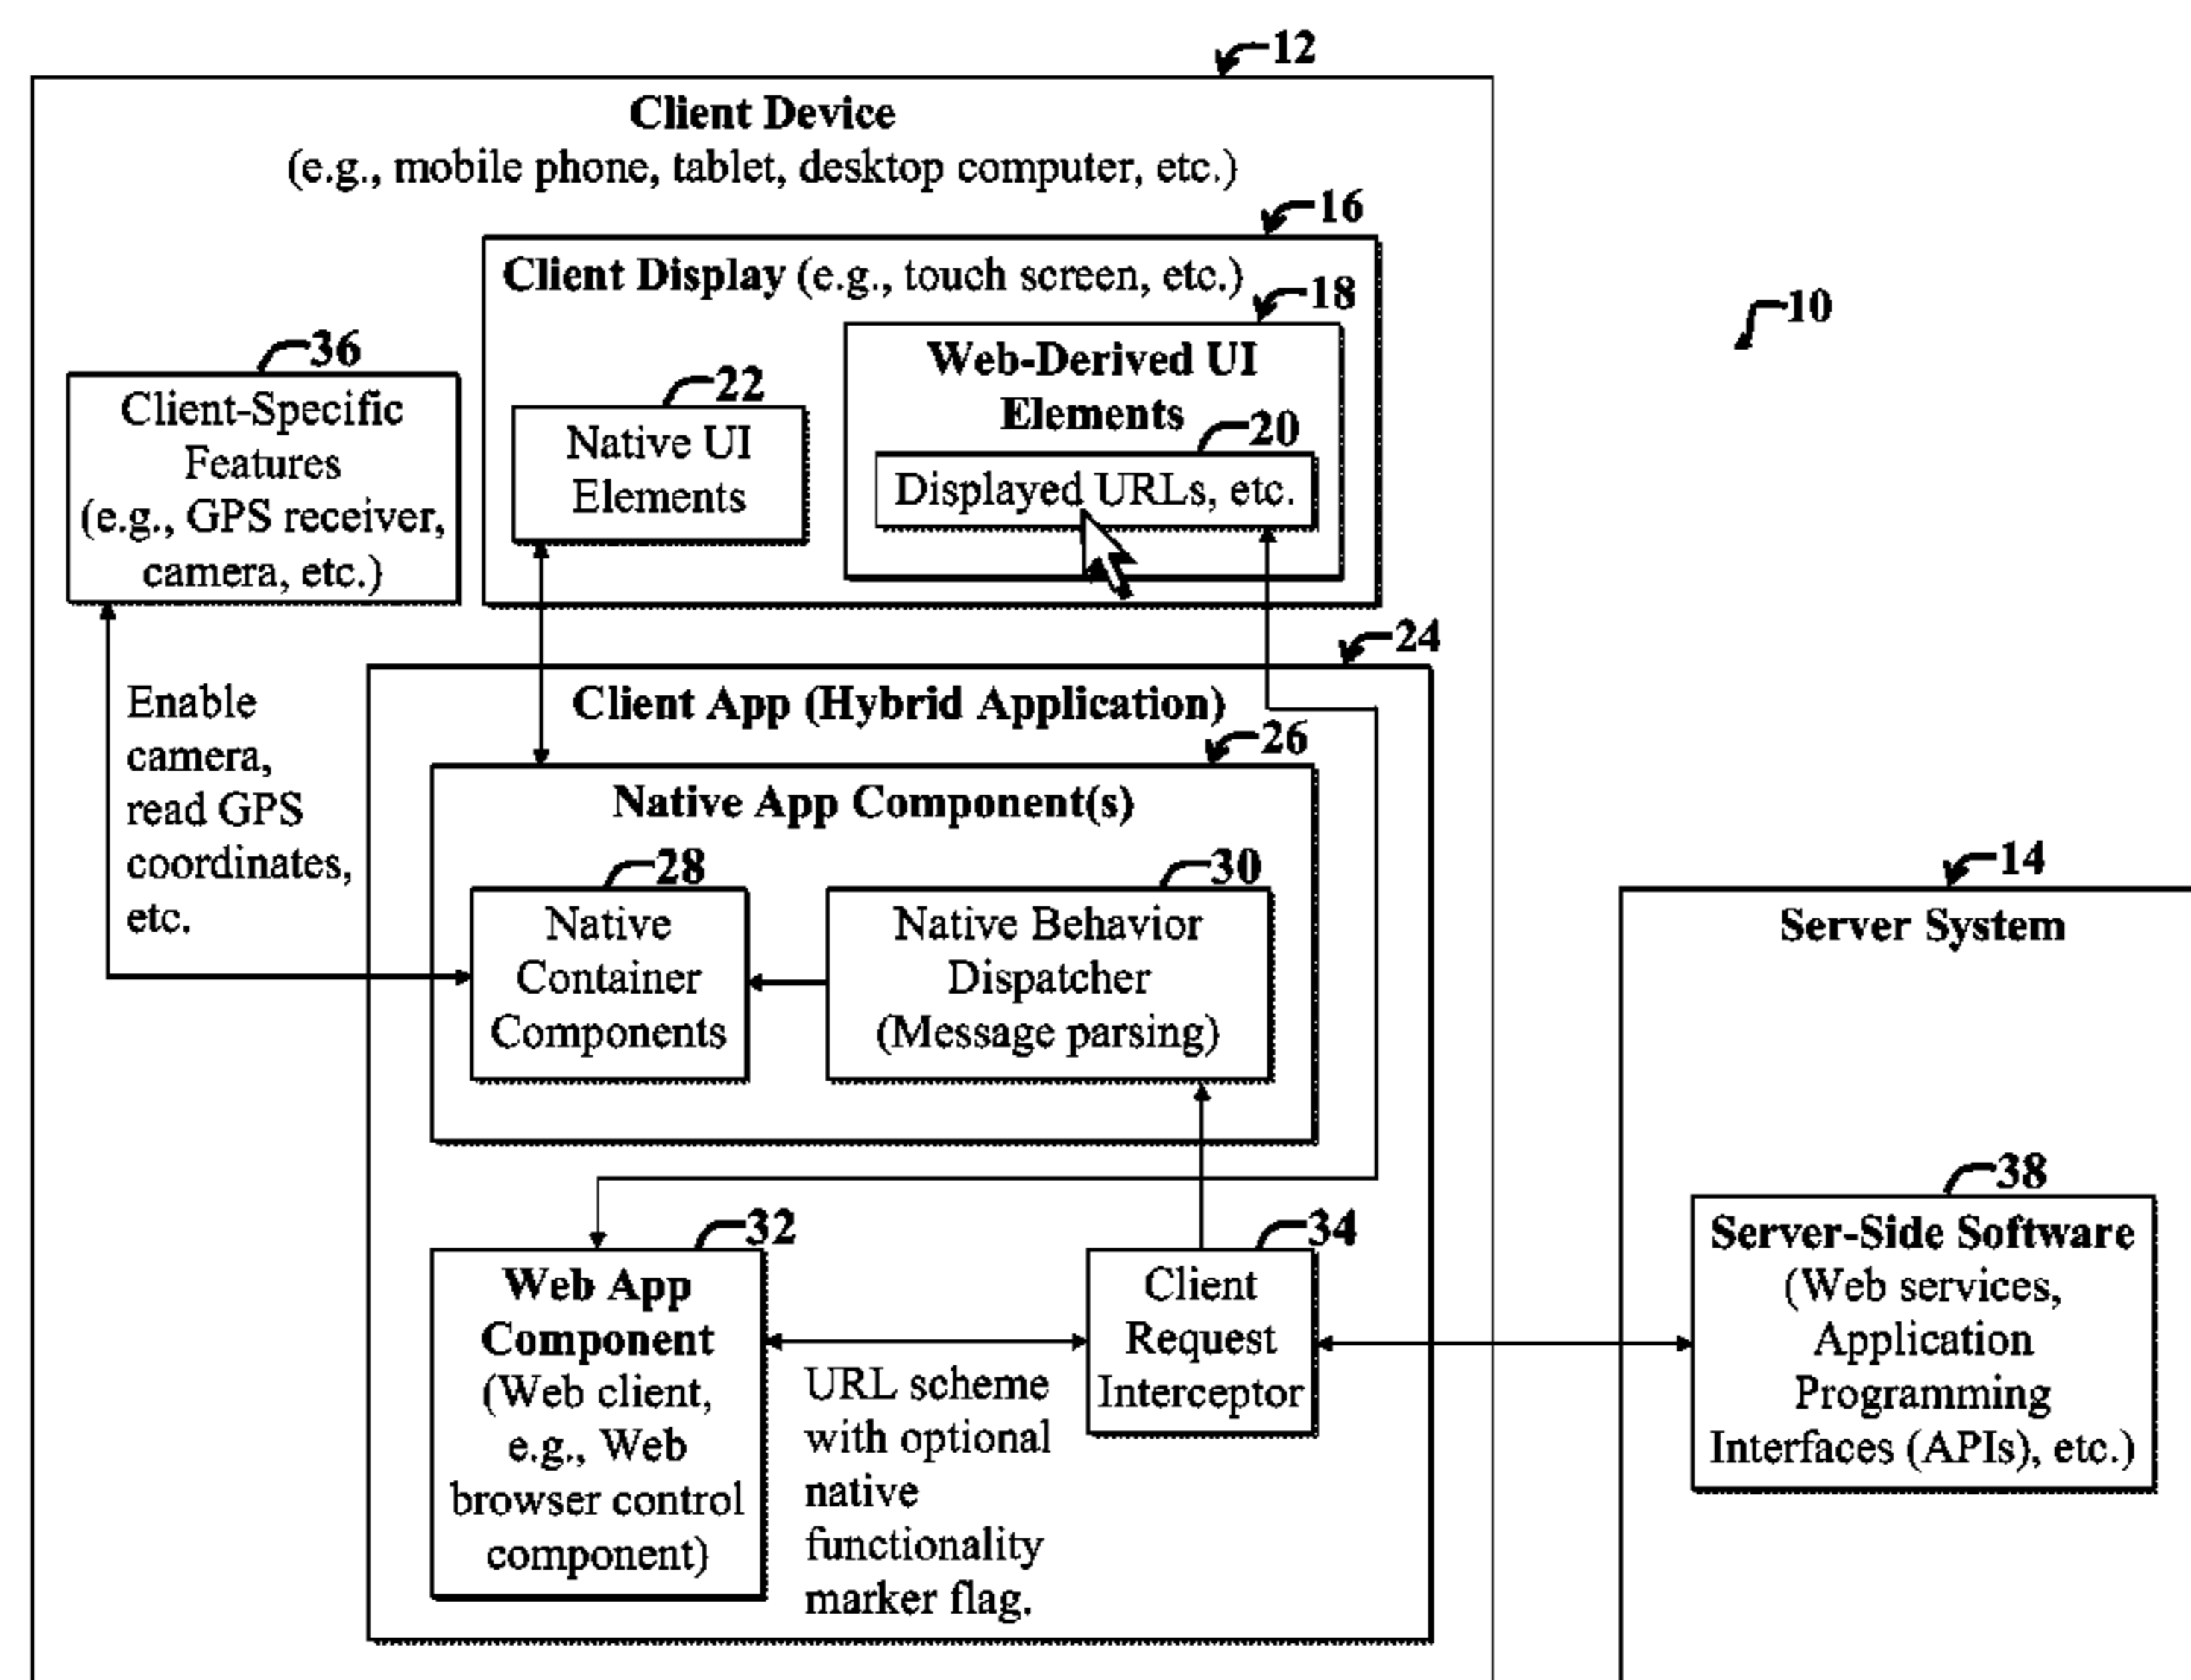 12
Client Device
(e.g., mobile phone, tablet, desktop computer, etc.)
16
Client Display (e.g., touch screen, etc.)
18
Web-Derived UI
Elements
20
Displayed URLs, etc.
22
Native UI
Elements
36
Client-Specific
Features
(e.g., GPS receiver,
camera, etc.)
10
Enable
camera,
read GPS
coordinates,
etc.
24
Client App (Hybrid Application)
26
Native App Component(s)
28
Native
Container
Components
30
Native Behavior
Dispatcher
(Message parsing)
32
Web App
Component
(Web client,
e.g., Web
browser control
component)
URL scheme
with optional
native
functionality
marker flag.
34
Client
Request
Interceptor
14
Server System
38
Server-Side Software
(Web services,
Application
Programming
Interfaces (APIs), etc.)